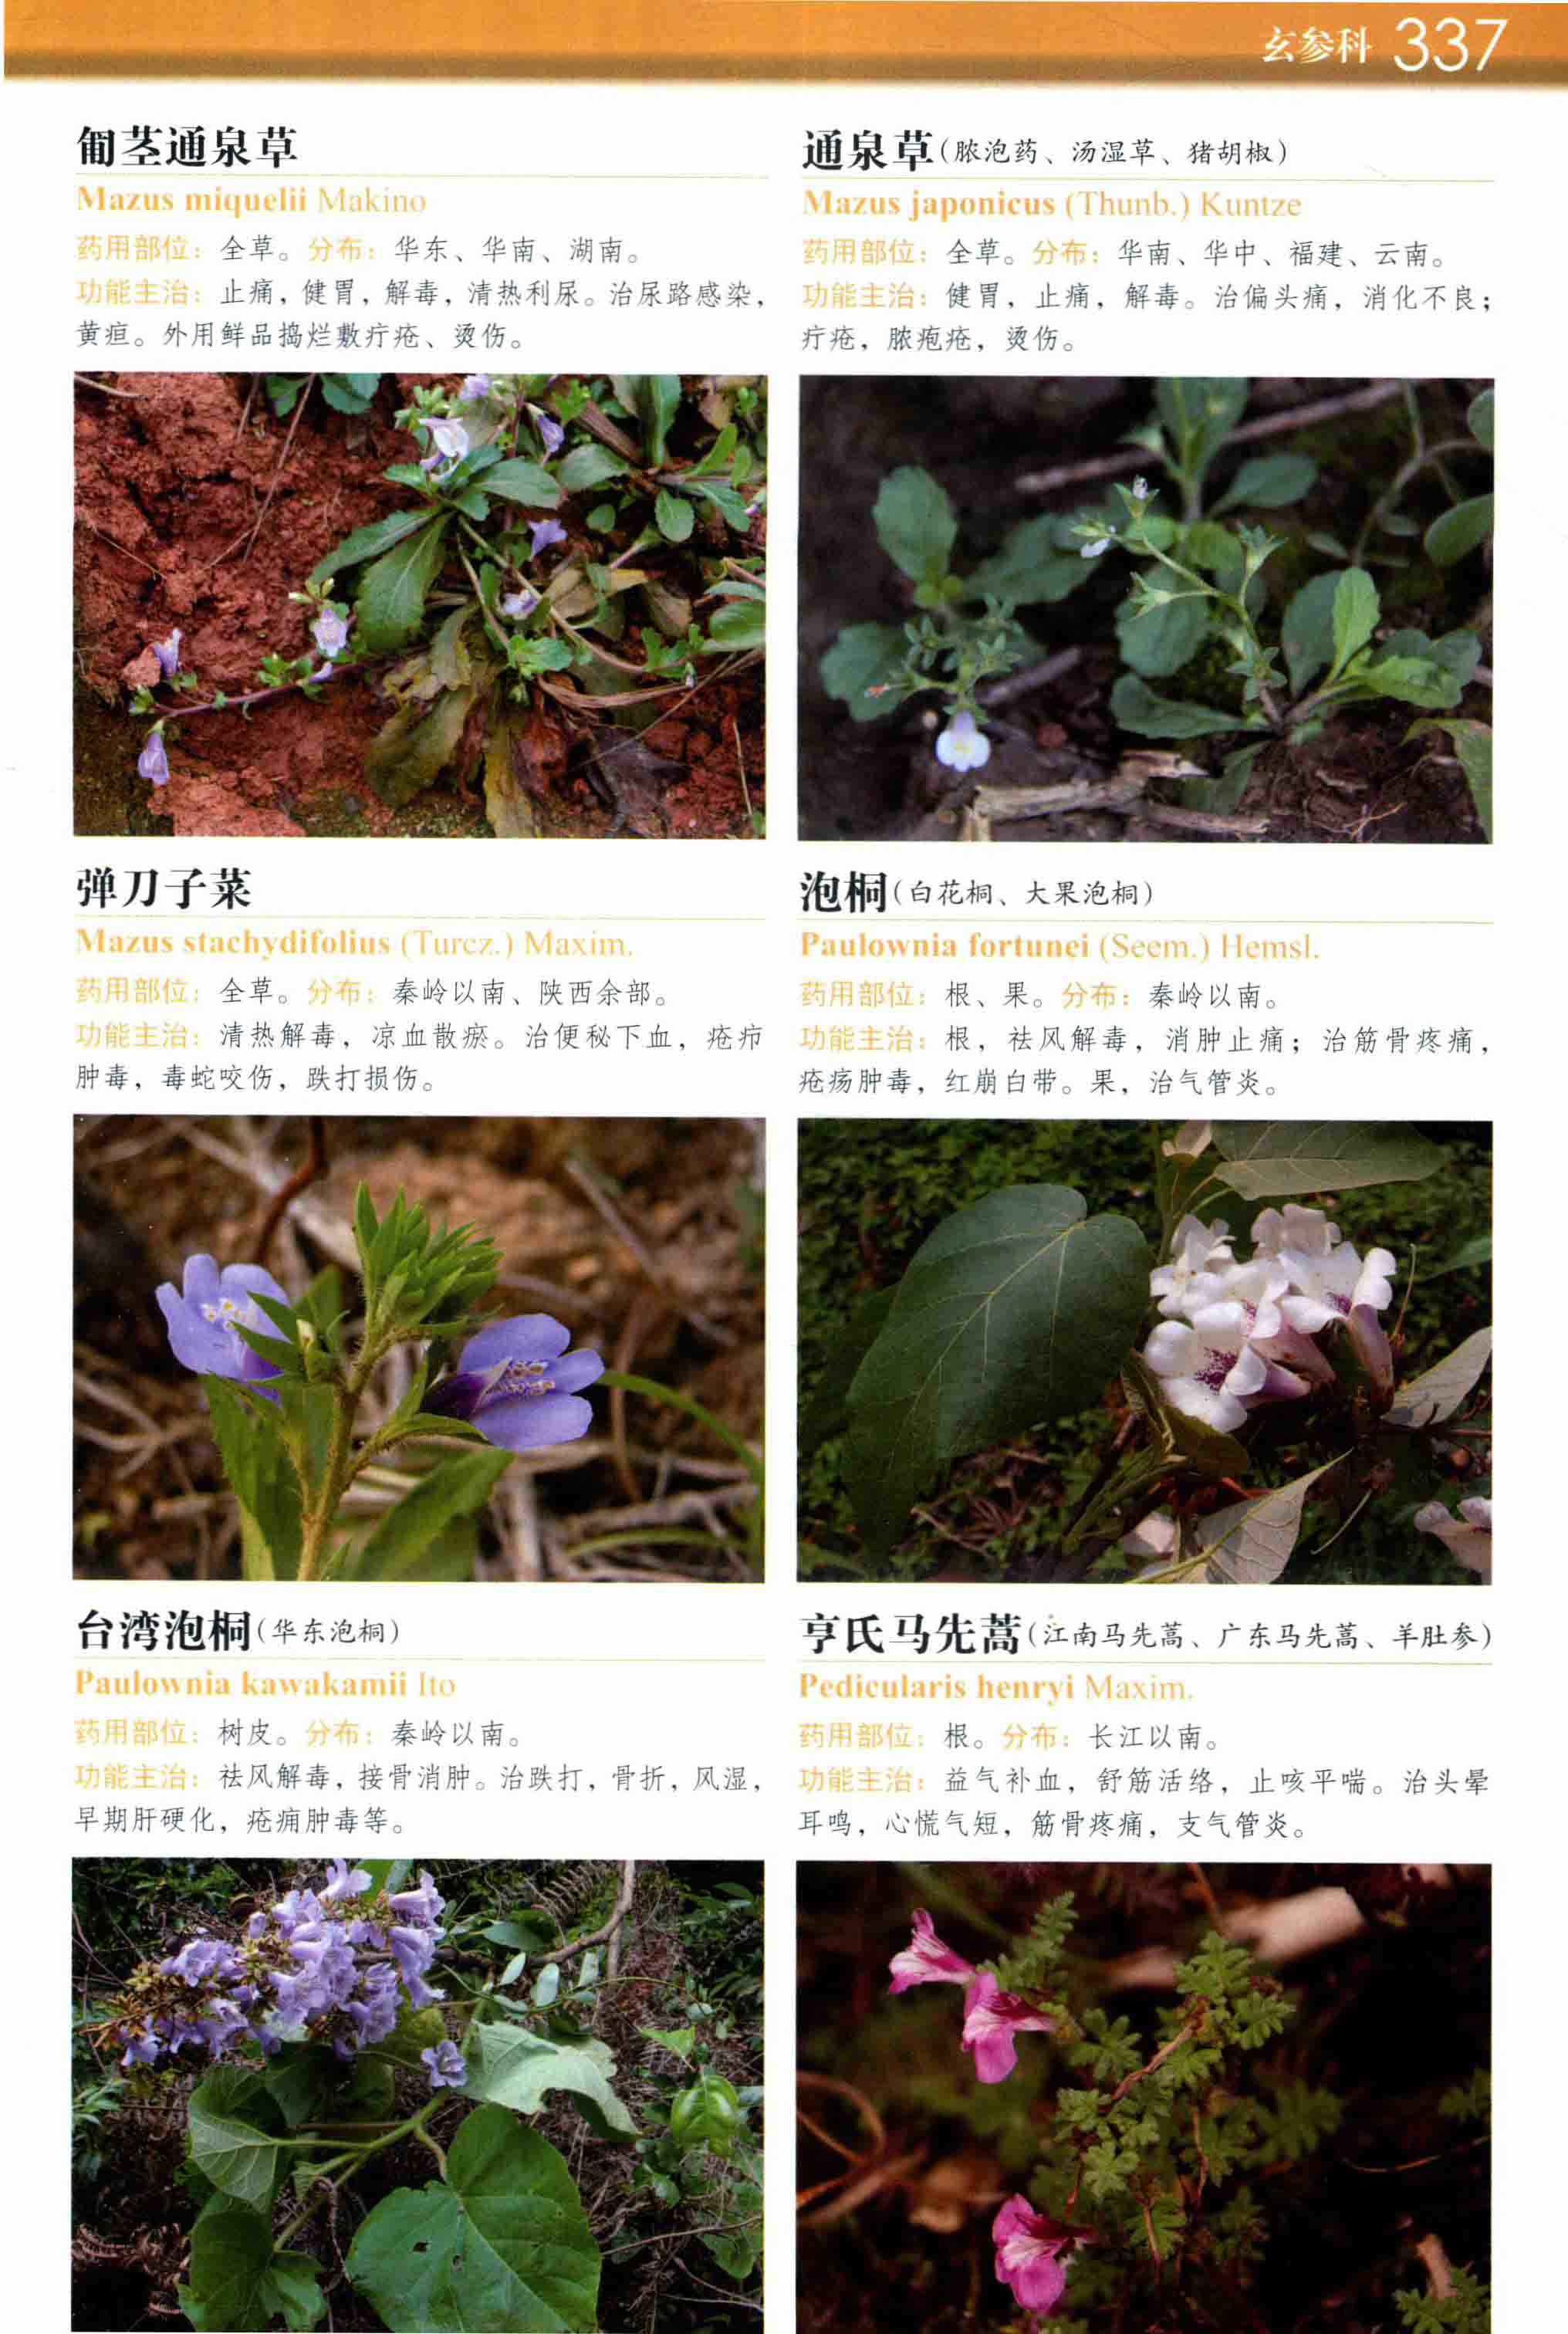 玄参科 337
匍茎通泉草
Mazus miquelii Makino
药用部位：全草。分布：华东、华南、湖南。
功能主治：止痛，健胃，解毒，清热利尿。治尿路感染，
黄疸。外用鲜品捣烂敷疔疮、烫伤。
通泉草（脓泡药、汤湿草、猪胡椒）
Mazus japonicus (Thunb.) Kuntze
药用部位：全草。分布：华南、华中、福建、云南。
功能主治：健胃，止痛，解毒。治偏头痛，消化不良；
疔疮，脓疱疮，烫伤。
弹刀子菜
Mazus stachydifolius (Turcz.) Maxim.
药用部位：全草。分布：秦岭以南、陕西余部。
功能主治：清热解毒，凉血散瘀。治便秘下血，疮疖
肿毒，毒蛇咬伤，跌打损伤。
泡桐（白花桐、大果泡桐）
Paulownia fortunei (Seem.) Hemsl.
药用部位：根、果。分布：秦岭以南。
功能主治：根，祛风解毒，消肿止痛；治筋骨疼痛，
疮疡肿毒，红崩白带。果，治气管炎。
台湾泡桐（华东泡桐）
Paulownia kawakamii Ito
药用部位：树皮。分布：秦岭以南。
功能主治：祛风解毒，接骨消肿。治跌打，骨折，风湿，
早期肝硬化，疮痈肿毒等。
亨氏马先蒿（江南马先蒿、广东马先蒿、羊肚参）
Pedicularis henryi Maxim.
药用部位：根。分布：长江以南。
功能主治：益气补血，舒筋活络，止咳平喘。治头晕
耳鸣，心慌气短，筋骨疼痛，支气管炎。